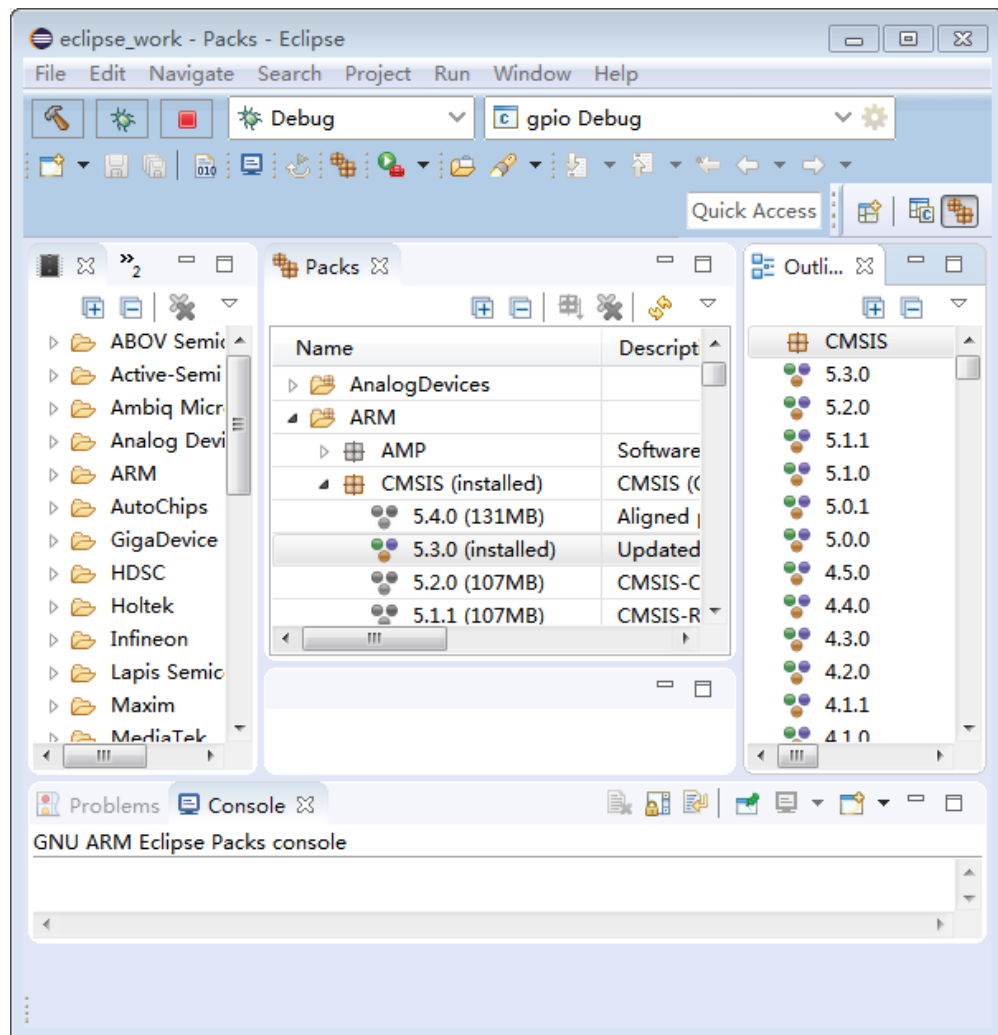 eclipse_work - Packs - Eclipse
File Edit Navigate Search Project Run Window Help
Debug
gpio Debug
010
Quick Access
»2
ABOV Semic
Active-Semi
Ambiq Micr
Analog Devi
ARM
AutoChips
GigaDevice
HDSC
Holtek
Infineon
Lapis Semic
Maxim
MediaTek
Packs
Name Descript
AnalogDevices
ARM
AMP Software
CMSIS (installed) CMSIS (C
5.4.0 (131MB) Aligned
5.3.0 (installed) Updated
5.2.0 (107MB) CMSIS-C
5.1.1 (107MB) CMSIS-R
Outli...
CMSIS
5.3.0
5.2.0
5.1.1
5.1.0
5.0.1
5.0.0
4.5.0
4.4.0
4.3.0
4.2.0
4.1.1
4.1.0
Problems Console
GNU ARM Eclipse Packs console